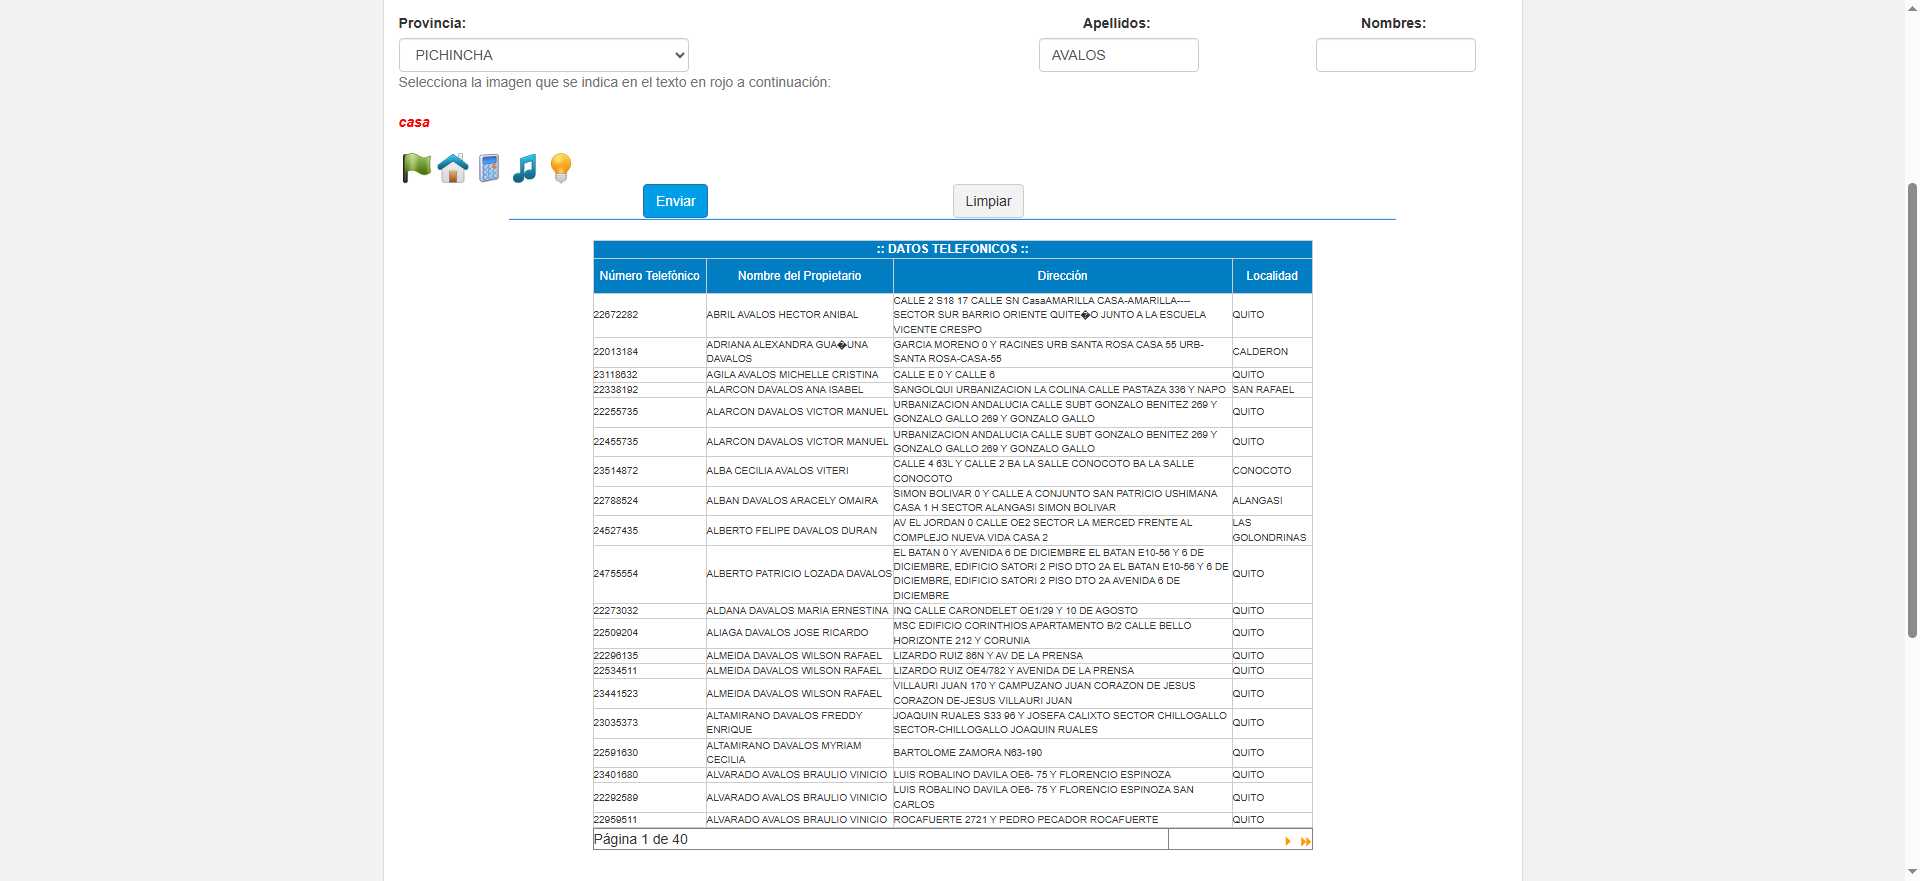 Provincia: Apellidos: Nombres:
PICHINCHA AVALOS
Selecciona la imagen que se indica en el texto en rojo a continuación:
casa
Enviar Limpiar
:: DATOS TELEFONICOS ::
Número Telefónico Nombre del Propietario Dirección Localidad
22672282 ABRIL AVALOS HECTOR ANIBAL CALLE 2 S18 17 CALLE SN CasaAMARILLA CASA-AMARILLA----
SECTOR SUR BARRIO ORIENTE QUITE�O JUNTO A LA ESCUELA
VICENTE CRESPO QUITO
22013184 ADRIANA ALEXANDRA GUA�UNA
DAVALOS GARCIA MORENO 0 Y RACINES URB SANTA ROSA CASA 55 URB-
SANTA ROSA-CASA-55 CALDERON
23118632 AGILA AVALOS MICHELLE CRISTINA CALLE E 0 Y CALLE 6 QUITO
22338192 ALARCON DAVALOS ANA ISABEL SANGOLQUI URBANIZACION LA COLINA CALLE PASTAZA 336 Y NAPO SAN RAFAEL
22255735 ALARCON DAVALOS VICTOR MANUEL URBANIZACION ANDALUCIA CALLE SUBT GONZALO BENITEZ 269 Y
GONZALO GALLO 269 Y GONZALO GALLO QUITO
22455735 ALARCON DAVALOS VICTOR MANUEL URBANIZACION ANDALUCIA CALLE SUBT GONZALO BENITEZ 269 Y
GONZALO GALLO 269 Y GONZALO GALLO QUITO
23514872 ALBA CECILIA AVALOS VITERI CALLE 4 63L Y CALLE 2 BA LA SALLE CONOCOTO BA LA SALLE
CONOCOTO CONOCOTO
22788524 ALBAN DAVALOS ARACELY OMAIRA SIMON BOLIVAR 0 Y CALLE A CONJUNTO SAN PATRICIO USHIMANA
CASA 1 H SECTOR ALANGASI SIMON BOLIVAR ALANGASI
24527435 ALBERTO FELIPE DAVALOS DURAN AV EL JORDAN 0 CALLE OE2 SECTOR LA MERCED FRENTE AL
COMPLEJO NUEVA VIDA CASA 2 LAS
GOLONDRINAS
24755554 ALBERTO PATRICIO LOZADA DAVALOS EL BATAN 0 Y AVENIDA 6 DE DICIEMBRE EL BATAN E10-56 Y 6 DE
DICIEMBRE, EDIFICIO SATORI 2 PISO DTO 2A EL BATAN E10-56 Y 6 DE
DICIEMBRE, EDIFICIO SATORI 2 PISO DTO 2A AVENIDA 6 DE
DICIEMBRE QUITO
22273032 ALDANA DAVALOS MARIA ERNESTINA INQ CALLE CARONDELET OE1/29 Y 10 DE AGOSTO QUITO
22509204 ALIAGA DAVALOS JOSE RICARDO MSC EDIFICIO CORINTHIOS APARTAMENTO B/2 CALLE BELLO
HORIZONTE 212 Y CORUNIA QUITO
22296135 ALMEIDA DAVALOS WILSON RAFAEL LIZARDO RUIZ 86N Y AV DE LA PRENSA QUITO
22534511 ALMEIDA DAVALOS WILSON RAFAEL LIZARDO RUIZ OE4/782 Y AVENIDA DE LA PRENSA QUITO
23441523 ALMEIDA DAVALOS WILSON RAFAEL VILLAURI JUAN 170 Y CAMPUZANO JUAN CORAZON DE JESUS
CORAZON DE-JESUS VILLAURI JUAN QUITO
23035373 ALTAMIRANO DAVALOS FREDDY
ENRIQUE JOAQUIN RUALES S33 96 Y JOSEFA CALIXTO SECTOR CHILLOGALLO
SECTOR-CHILLOGALLO JOAQUIN RUALES QUITO
22591630 ALTAMIRANO DAVALOS MYRIAM
CECILIA BARTOLOME ZAMORA N63-190 QUITO
23401680 ALVARADO AVALOS BRAULIO VINICIO LUIS ROBALINO DAVILA OE6- 75 Y FLORENCIO ESPINOZA QUITO
22292589 ALVARADO AVALOS BRAULIO VINICIO LUIS ROBALINO DAVILA OE6- 75 Y FLORENCIO ESPINOZA SAN
CARLOS QUITO
22959511 ALVARADO AVALOS BRAULIO VINICIO ROCAFUERTE 2721 Y PEDRO PECADOR ROCAFUERTE QUITO
Página 1 de 40